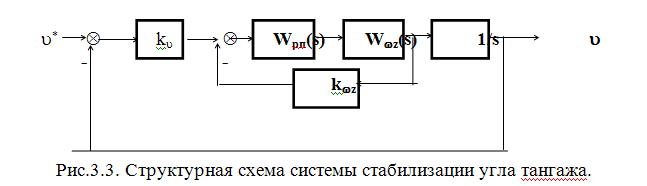 υ* kυ Wрп(s) Wωz(s) 1/s υ
– –
kωz
Рис.3.3. Структурная схема системы стабилизации угла тангажа.